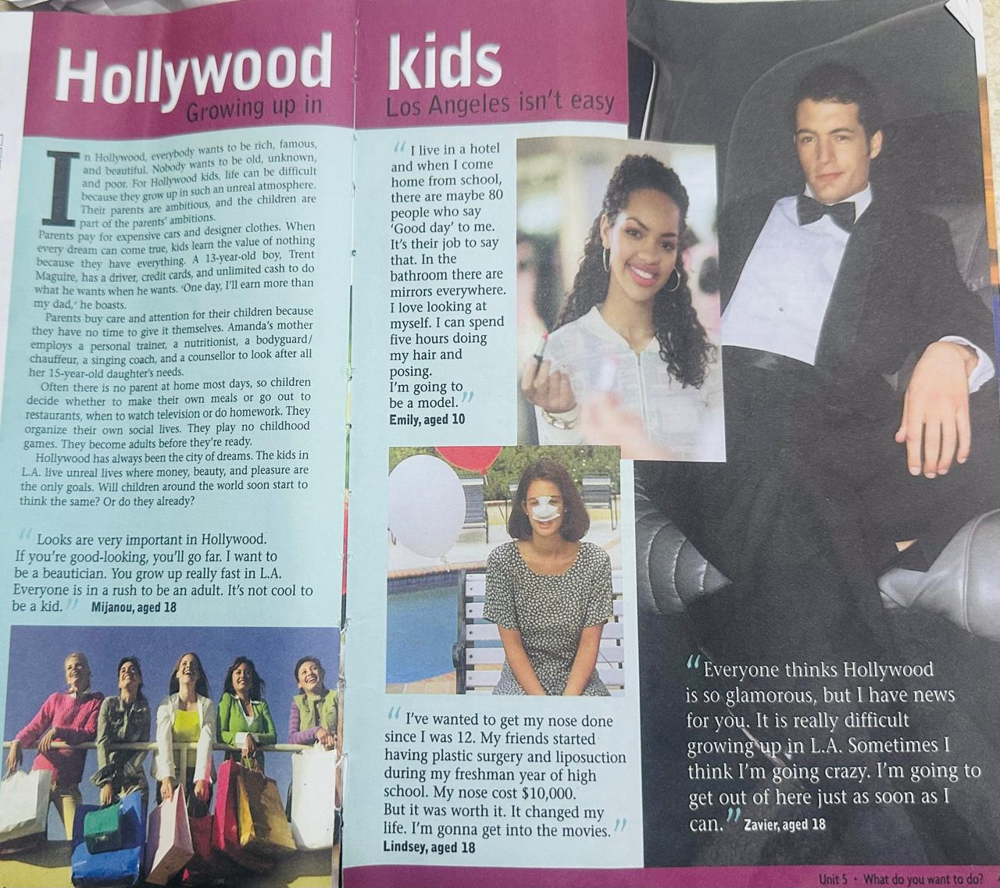 Hollywood kids
Growing up in Los Angeles isn't easy
In Hollywood, everybody wants to be rich, famous,
and beautiful. Nobody wants to be old, unknown,
and poor. For Hollywood kids, life can be difficult
because they grow up in such an unreal atmosphere.
Their parents are ambitious, and the children are
part of the parents' ambitions.
Parents pay for expensive cars and designer clothes. When
every dream can come true, kids learn the value of nothing
because they have everything. A 13-year-old boy, Trent
Maguire, has a driver, credit cards, and unlimited cash to do
what he wants when he wants. 'One day, I'll earn more than
my dad,' he boasts.
Parents buy care and attention for their children because
they have no time to give it themselves. Amanda's mother
employs a personal trainer, a nutritionist, a bodyguard/
chauffeur, a singing coach, and a counsellor to look after all
her 15-year-old daughter's needs.
Often there is no parent at home most days, so children
decide whether to make their own meals or go out to
restaurants, when to watch television or do homework. They
organize their own social lives. They play no childhood
games. They become adults before they're ready.
Hollywood has always been the city of dreams. The kids in
L.A. live unreal lives where money, beauty, and pleasure are
the only goals. Will children around the world soon start to
think the same? Or do they already?
“ Looks are very important in Hollywood.
If you're good-looking, you'll go far. I want to
be a beautician. You grow up really fast in L.A.
Everyone is in a rush to be an adult. It's not cool to
be a kid. ” Mijanou, aged 18
“ I live in a hotel
and when I come
home from school,
there are maybe 80
people who say
'Good day' to me.
It's their job to say
that. In the
bathroom there are
mirrors everywhere.
I love looking at
myself. I can spend
five hours doing
my hair and
posing.
I'm going to
be a model. ”
Emily, aged 10
“ I've wanted to get my nose done
since I was 12. My friends started
having plastic surgery and liposuction
during my freshman year of high
school. My nose cost $10,000.
But it was worth it. It changed my
life. I'm gonna get into the movies. ”
Lindsey, aged 18
“ Everyone thinks Hollywood
is so glamorous, but I have news
for you. It is really difficult
growing up in L.A. Sometimes I
think I'm going crazy. I'm going to
get out of here just as soon as I
can. ” Zavier, aged 18
Unit 5 · What do you want to do?